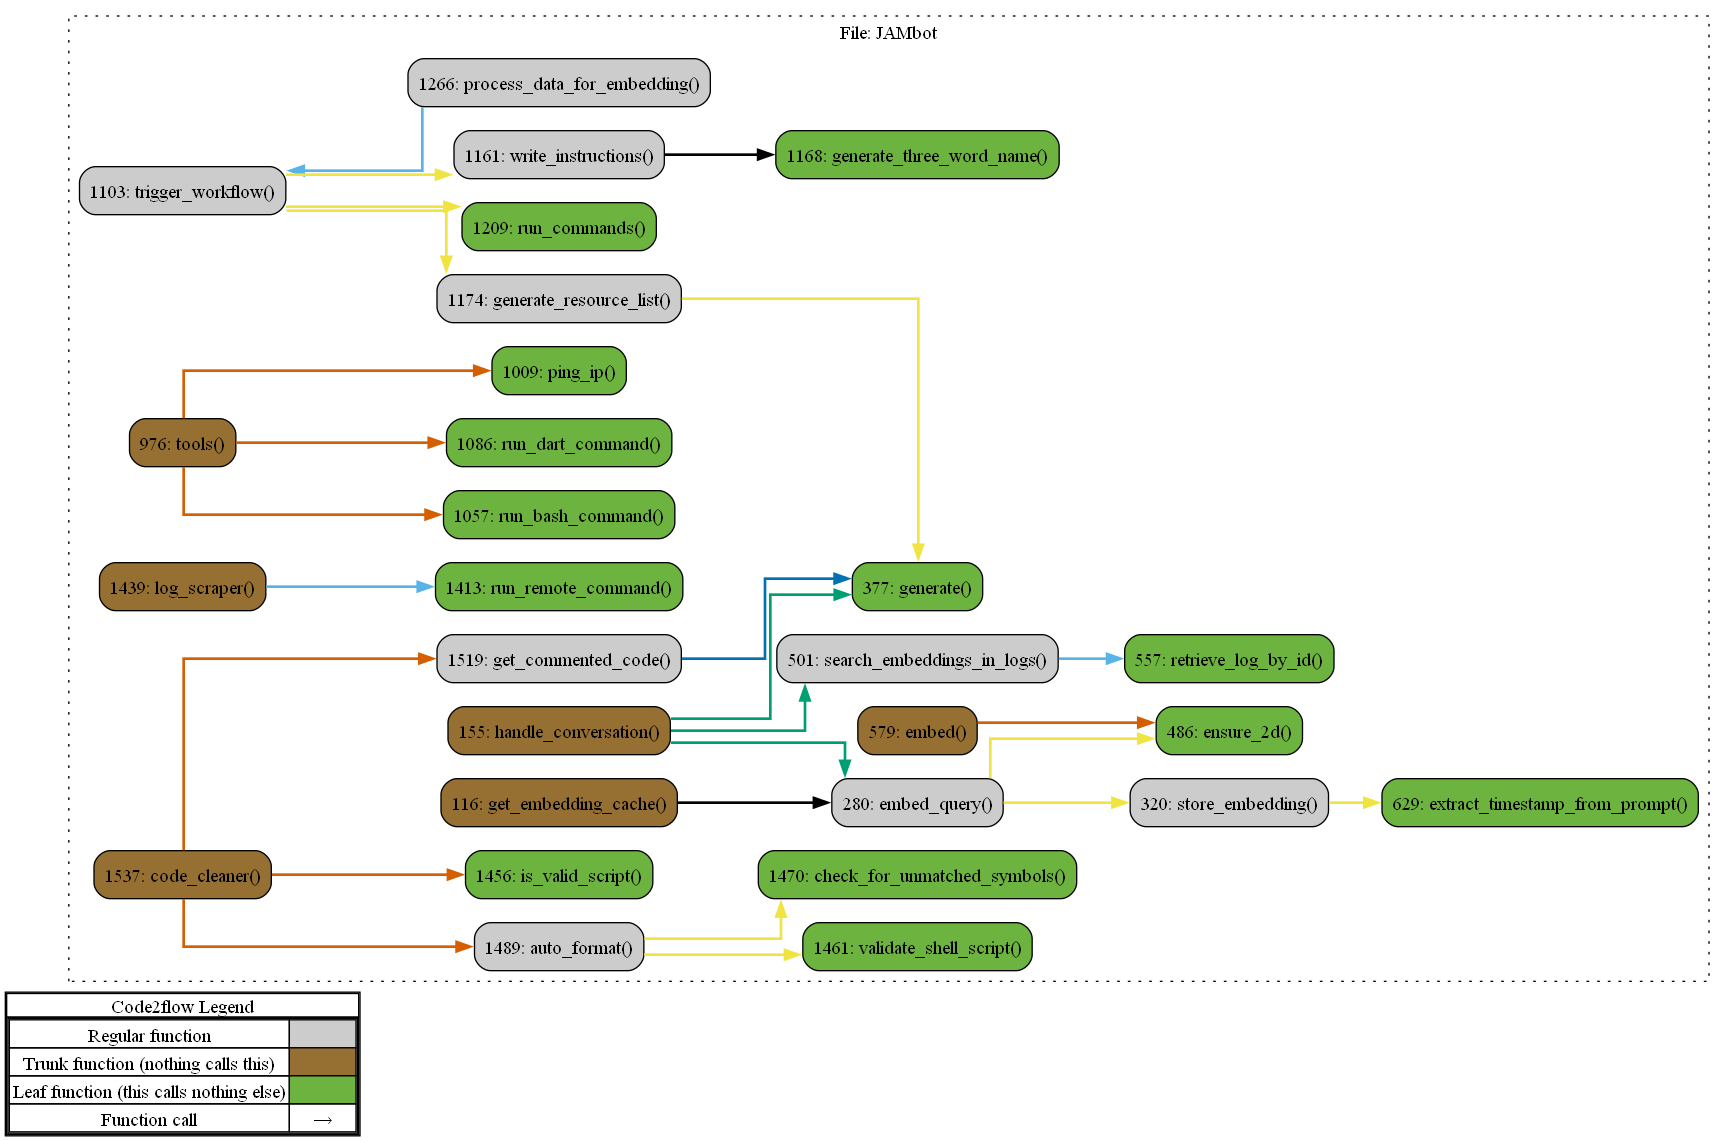 File: JAMbot
1266: process_data_for_embedding()
1161: write_instructions()
1168: generate_three_word_name()
1103: trigger_workflow()
1209: run_commands()
1174: generate_resource_list()
1009: ping_ip()
976: tools()
1086: run_dart_command()
1057: run_bash_command()
1439: log_scraper()
1413: run_remote_command()
377: generate()
1519: get_commented_code()
501: search_embeddings_in_logs()
557: retrieve_log_by_id()
155: handle_conversation()
579: embed()
486: ensure_2d()
116: get_embedding_cache()
280: embed_query()
320: store_embedding()
629: extract_timestamp_from_prompt()
1537: code_cleaner()
1456: is_valid_script()
1470: check_for_unmatched_symbols()
1489: auto_format()
1461: validate_shell_script()
Code2flow Legend
Regular function
Trunk function (nothing calls this)
Leaf function (this calls nothing else)
Function call →